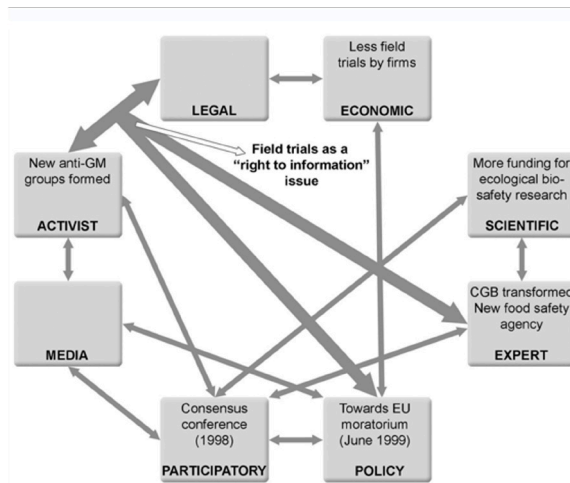 Less field
trials by firms
LEGAL
ECONOMIC
Field trials as a
“right to information”
issue
New anti-GM
groups formed
ACTIVIST
More funding for
ecological bio-
safety research
SCIENTIFIC
MEDIA
CGB transformed
New food safety
agency
EXPERT
Consensus
conference
(1998)
PARTICIPATORY
Towards EU
moratorium
(June 1999)
POLICY